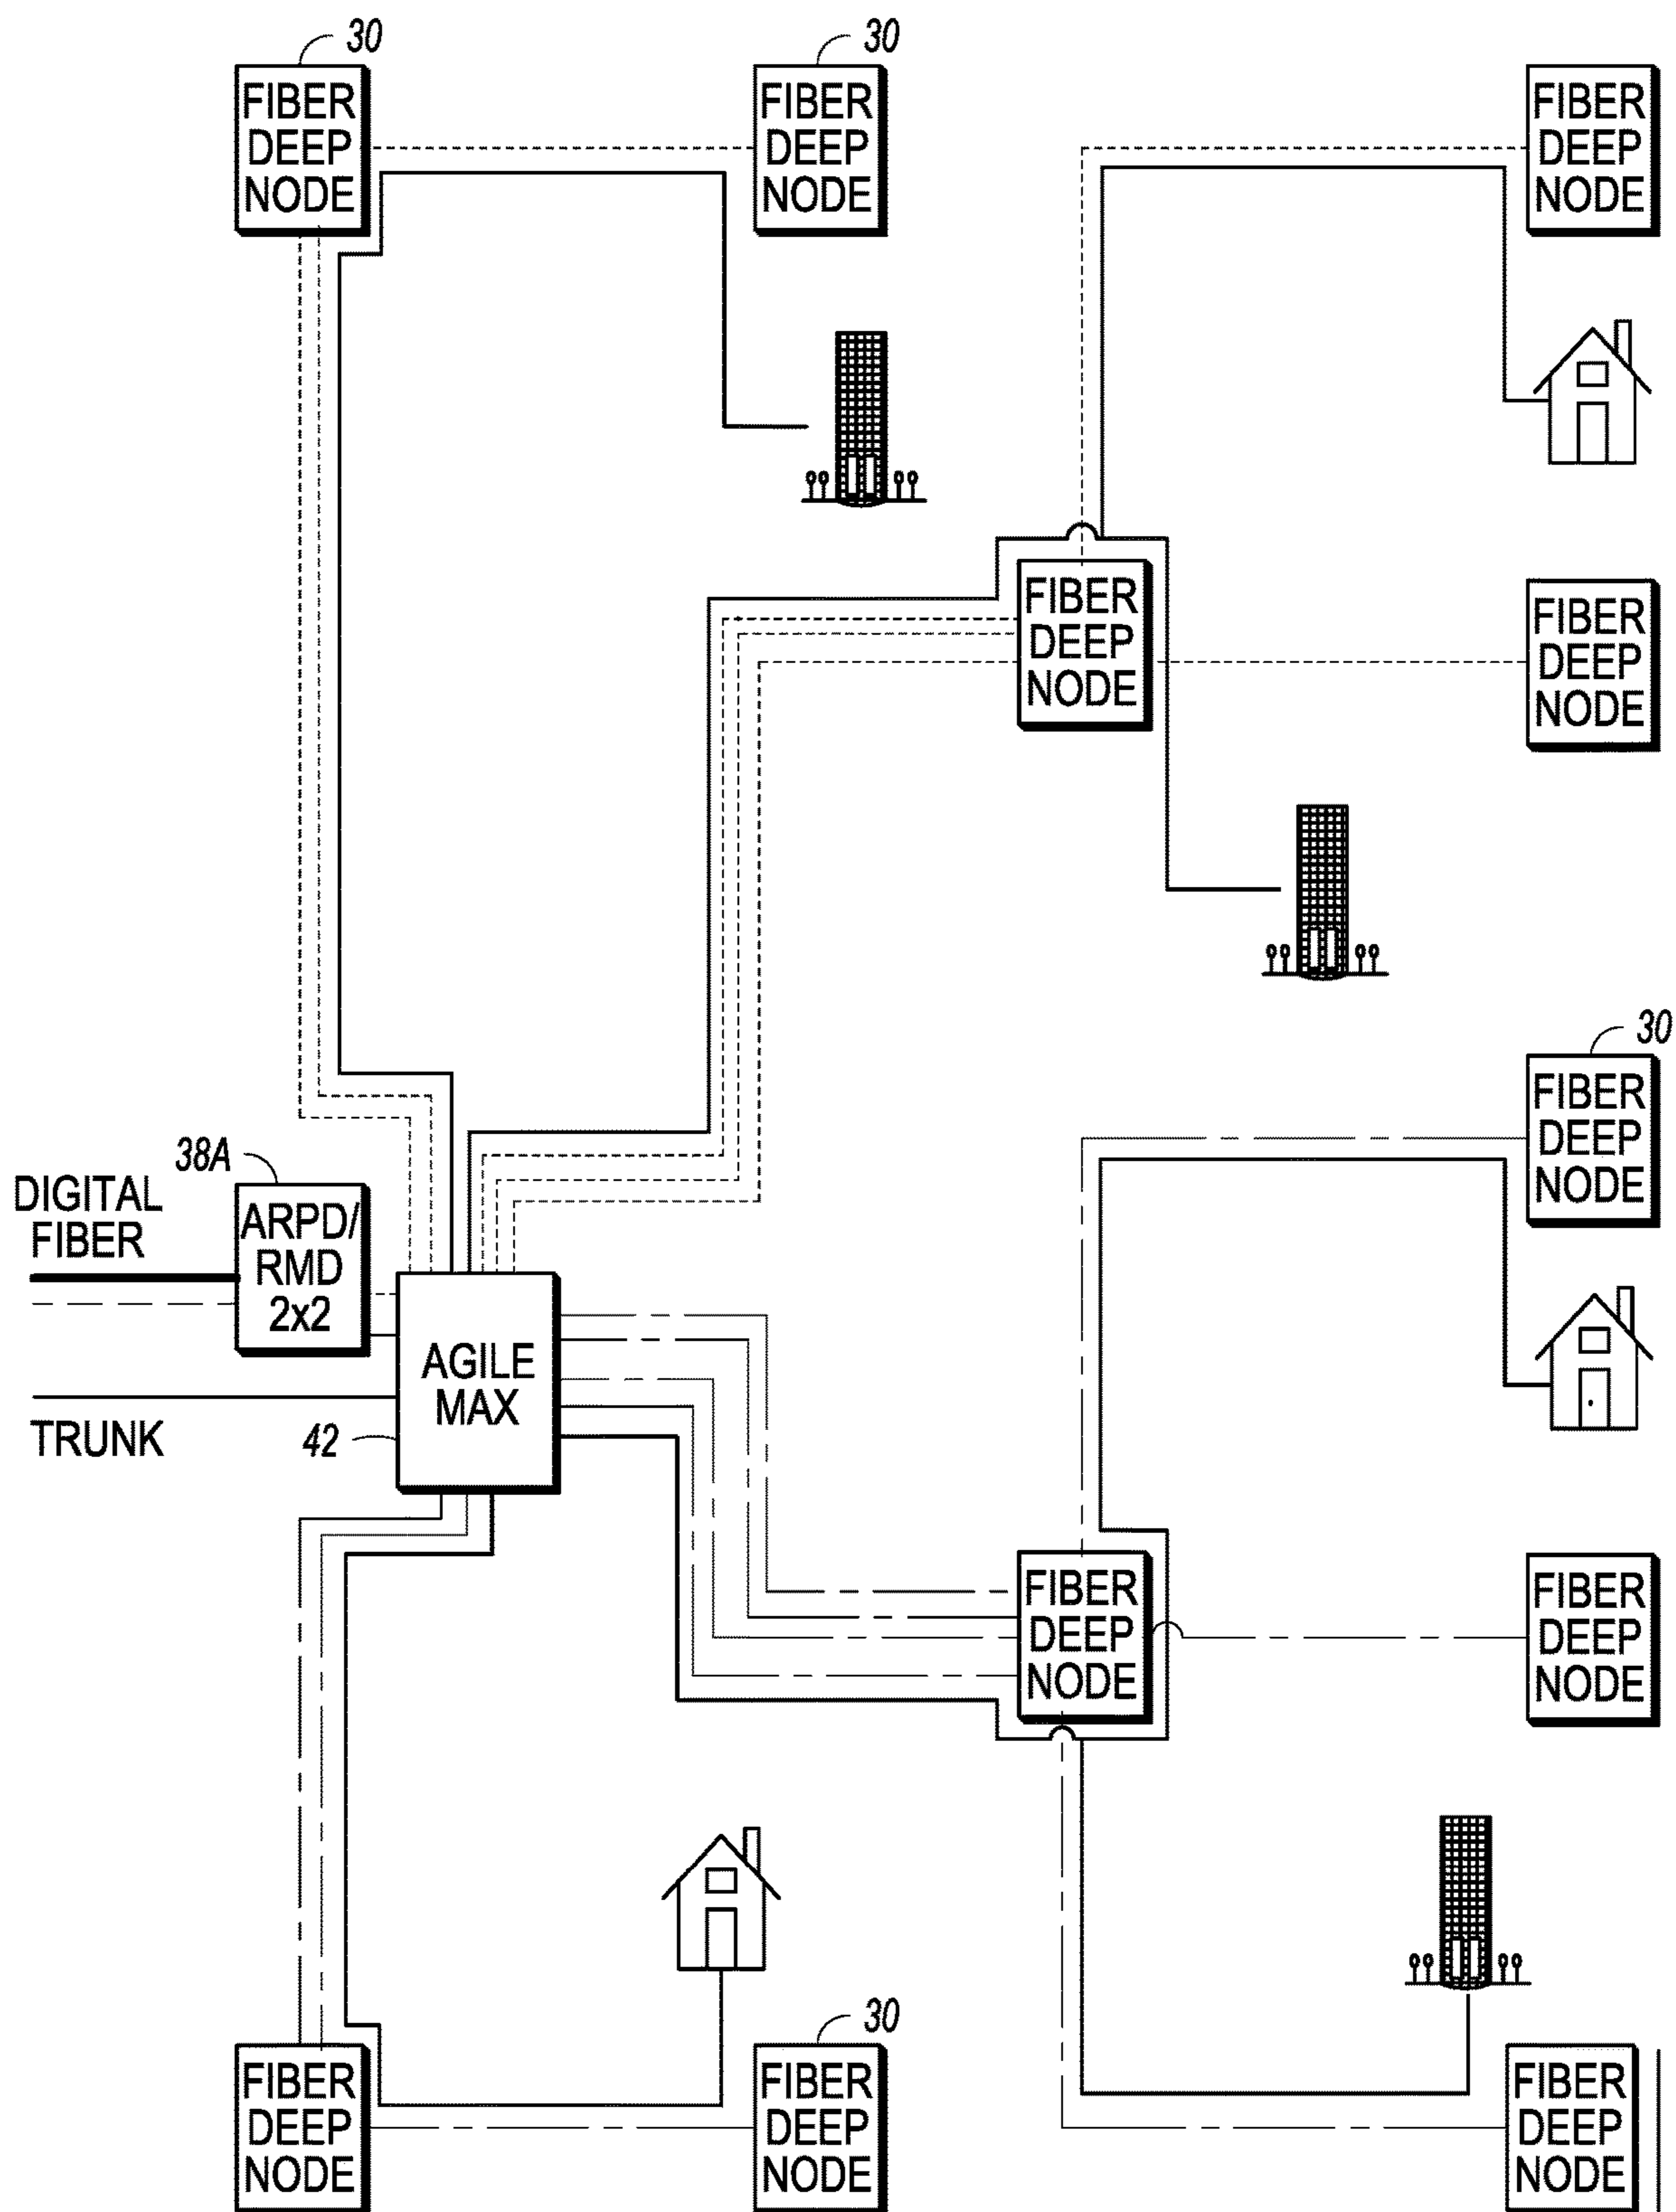 30
30
FIBER
DEEP
NODE
FIBER
DEEP
NODE
FIBER
DEEP
NODE
FIBER
DEEP
NODE
FIBER
DEEP
NODE
30
FIBER
DEEP
NODE
38A
DIGITAL
FIBER
ARPD/
RMD
2x2
AGILE
MAX
TRUNK
42
FIBER
DEEP
NODE
FIBER
DEEP
NODE
30
FIBER
DEEP
NODE
FIBER
DEEP
NODE
FIBER
DEEP
NODE